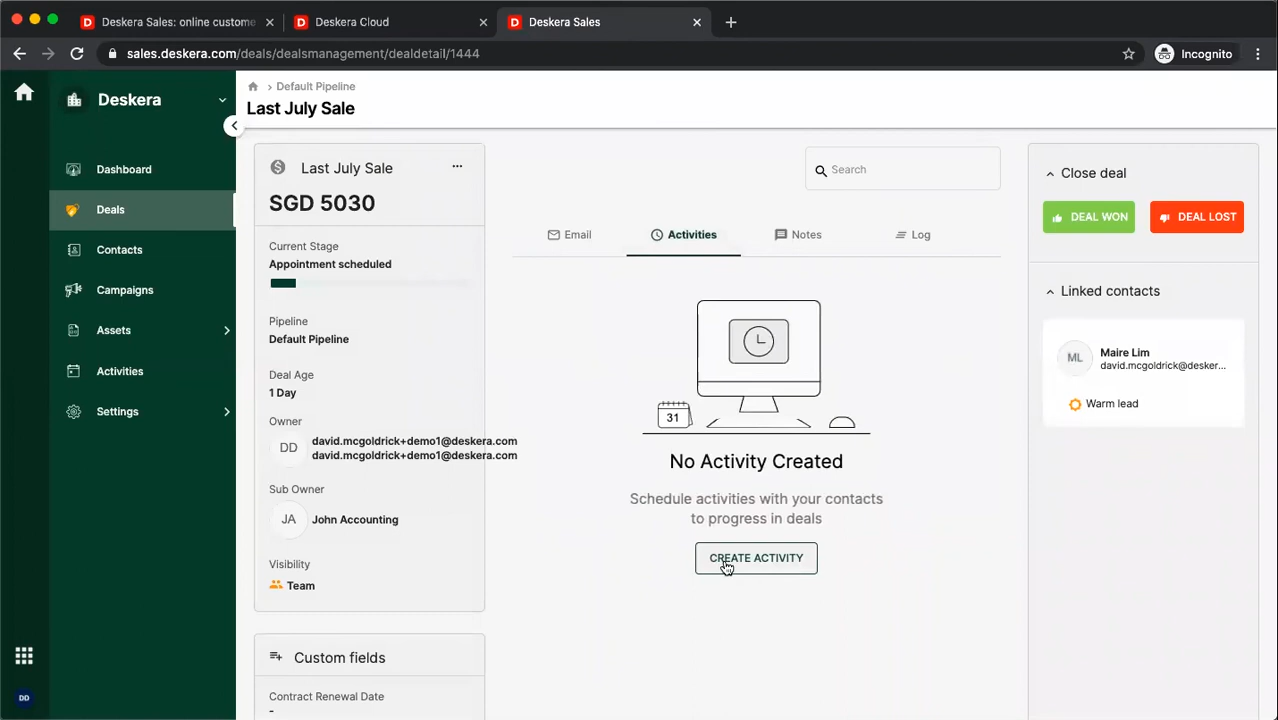 Deskera Sales: online custome
Deskera Cloud
Deskera Sales
sales.deskera.com/deals/dealsmanagement/dealdetail/1444
Incognito
Deskera
Dashboard
Deals
Contacts
Campaigns
Assets
Activities
Settings
DD
> Default Pipeline
Last July Sale
Last July Sale
...
SGD 5030
Current Stage
Appointment scheduled
Pipeline
Default Pipeline
Deal Age
1 Day
Owner
DD
david.mcgoldrick+demo1@deskera.com
david.mcgoldrick+demo1@deskera.com
Sub Owner
JA
John Accounting
Visibility
Team
Custom fields
Contract Renewal Date
-
Search
Email
Activities
Notes
Log
31
No Activity Created
Schedule activities with your contacts
to progress in deals
CREATE ACTIVITY
Close deal
DEAL WON
DEAL LOST
Linked contacts
ML
Maire Lim
david.mcgoldrick@desker...
Warm lead